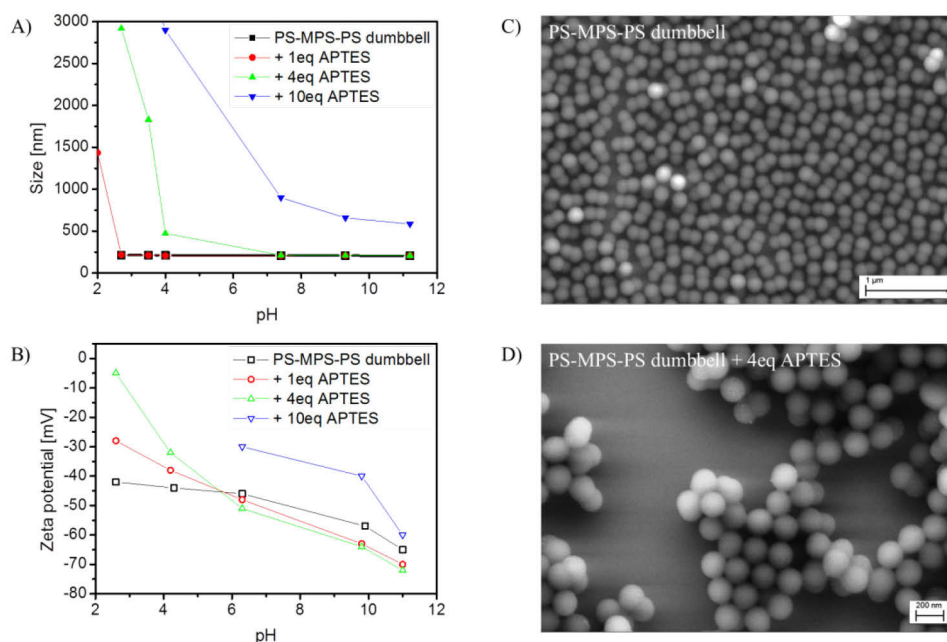 A)
3000
2500
2000
1500
1000
500
0
Size [nm]
2 4 6 8 10 12
pH
PS-MPS-PS dumbbell
+ 1eq APTES
+ 4eq APTES
+ 10eq APTES
B)
0
-10
-20
-30
-40
-50
-60
-70
-80
Zeta potential [mV]
2 4 6 8 10 12
pH
PS-MPS-PS dumbbell
+ 1eq APTES
+ 4eq APTES
+ 10eq APTES
C)
PS-MPS-PS dumbbell
1 µm
D)
PS-MPS-PS dumbbell + 4eq APTES
200 nm